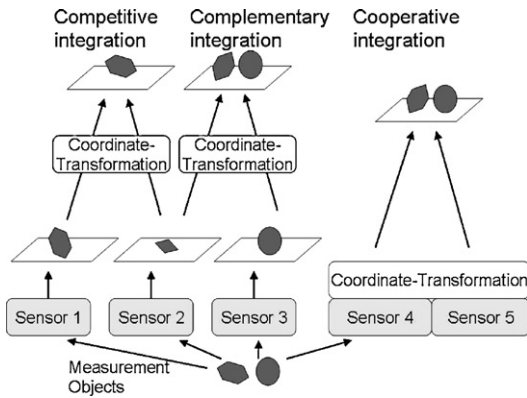 Competitive
integration
Complementary
integration
Cooperative
integration
Coordinate-
Transformation
Coordinate-
Transformation
Coordinate-Transformation
Sensor 1
Sensor 2
Sensor 3
Sensor 4
Sensor 5
Measurement
Objects